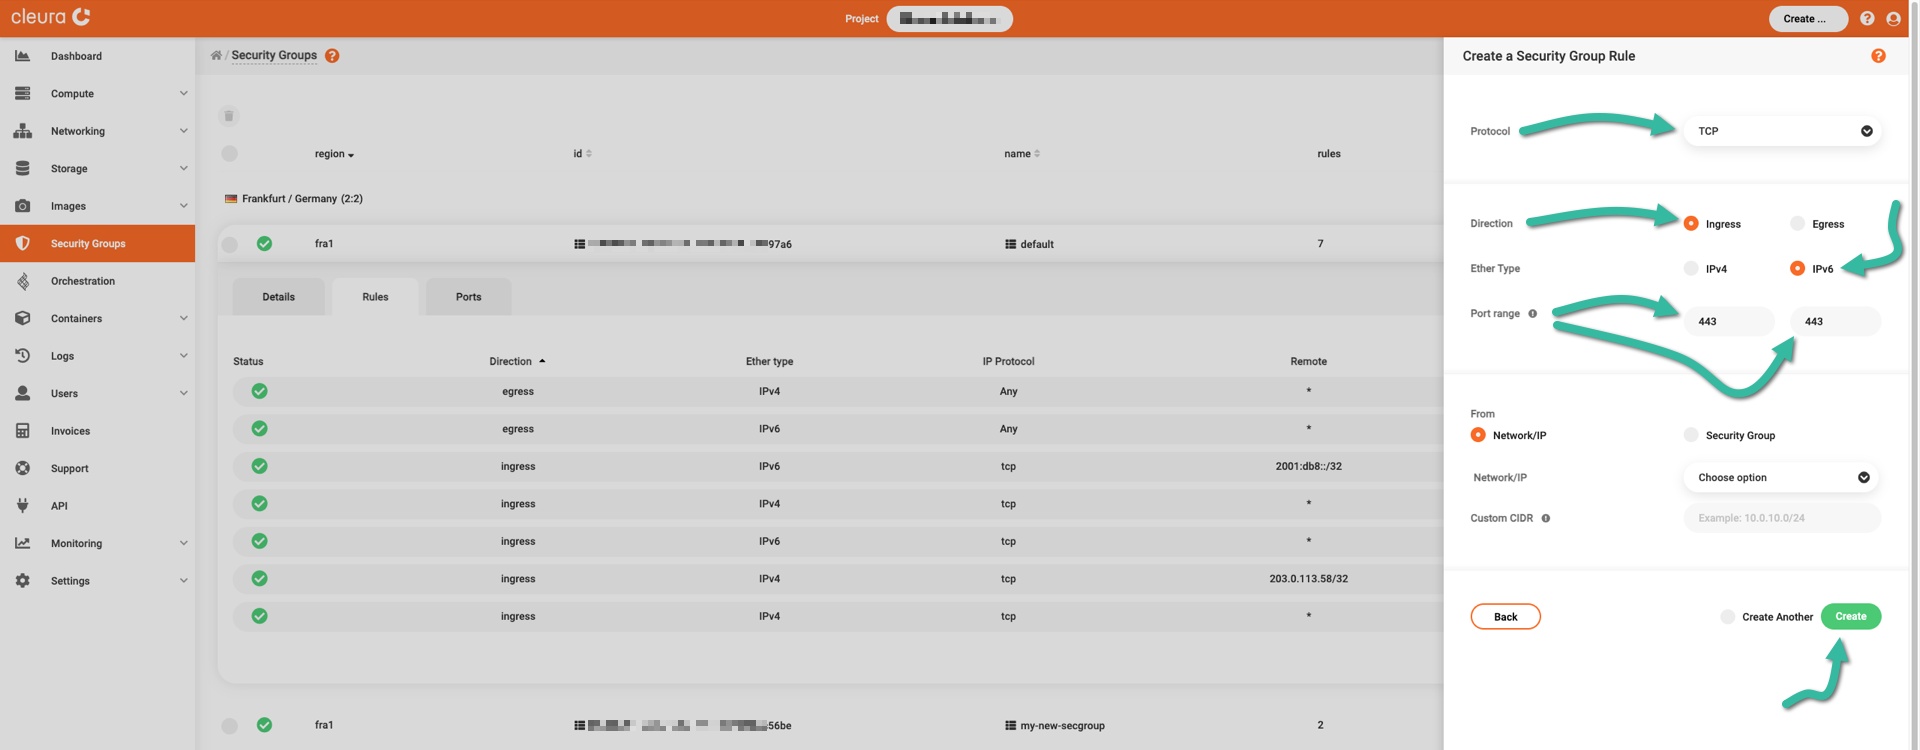 cleura
Project
Create ...
Dashboard
Compute
Networking
Storage
Images
Security Groups
Orchestration
Containers
Logs
Users
Invoices
Support
API
Monitoring
Settings
/ Security Groups
region id name rules
Frankfurt / Germany (2:2)
fra1 97a6 default 7
Details Rules Ports
Status Direction Ether type IP Protocol Remote
egress IPv4 Any *
egress IPv6 Any *
ingress IPv6 tcp 2001:db8::/32
ingress IPv4 tcp *
ingress IPv6 tcp *
ingress IPv4 tcp 203.0.113.58/32
ingress IPv4 tcp *
fra1 56be my-new-secgroup 2
Create a Security Group Rule
Protocol TCP
Direction Ingress Egress
Ether Type IPv4 IPv6
Port range 443 443
From
Network/IP Security Group
Network/IP Choose option
Custom CIDR Example: 10.0.10.0/24
Back Create Another Create